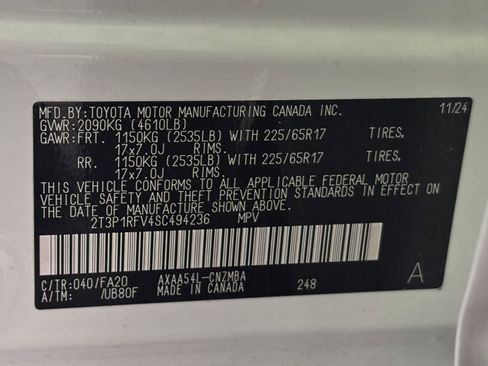 MFD.BY:TOYOTA MOTOR MANUFACTURING CANADA INC. 11/24
GVWR:2090KG (4610LB)
GAWR:FRT. 1150KG (2535LB) WITH 225/65R17 TIRES,
17x7.0J RIMS.
RR. 1150KG (2535LB) WITH 225/65R17 TIRES,
17x7.0J RIMS.
THIS VEHICLE CONFORMS TO ALL APPLICABLE FEDERAL MOTOR
VEHICLE SAFETY AND THEFT PREVENTION STANDARDS IN EFFECT
ON THE DATE OF MANUFACTURE SHOWN ABOVE.
2T3P1RFV4SC494236 MPV
C/TR:040/FA20 AXAA54L-CNZMBA
A/TM: /UB80F MADE IN CANADA 248 A